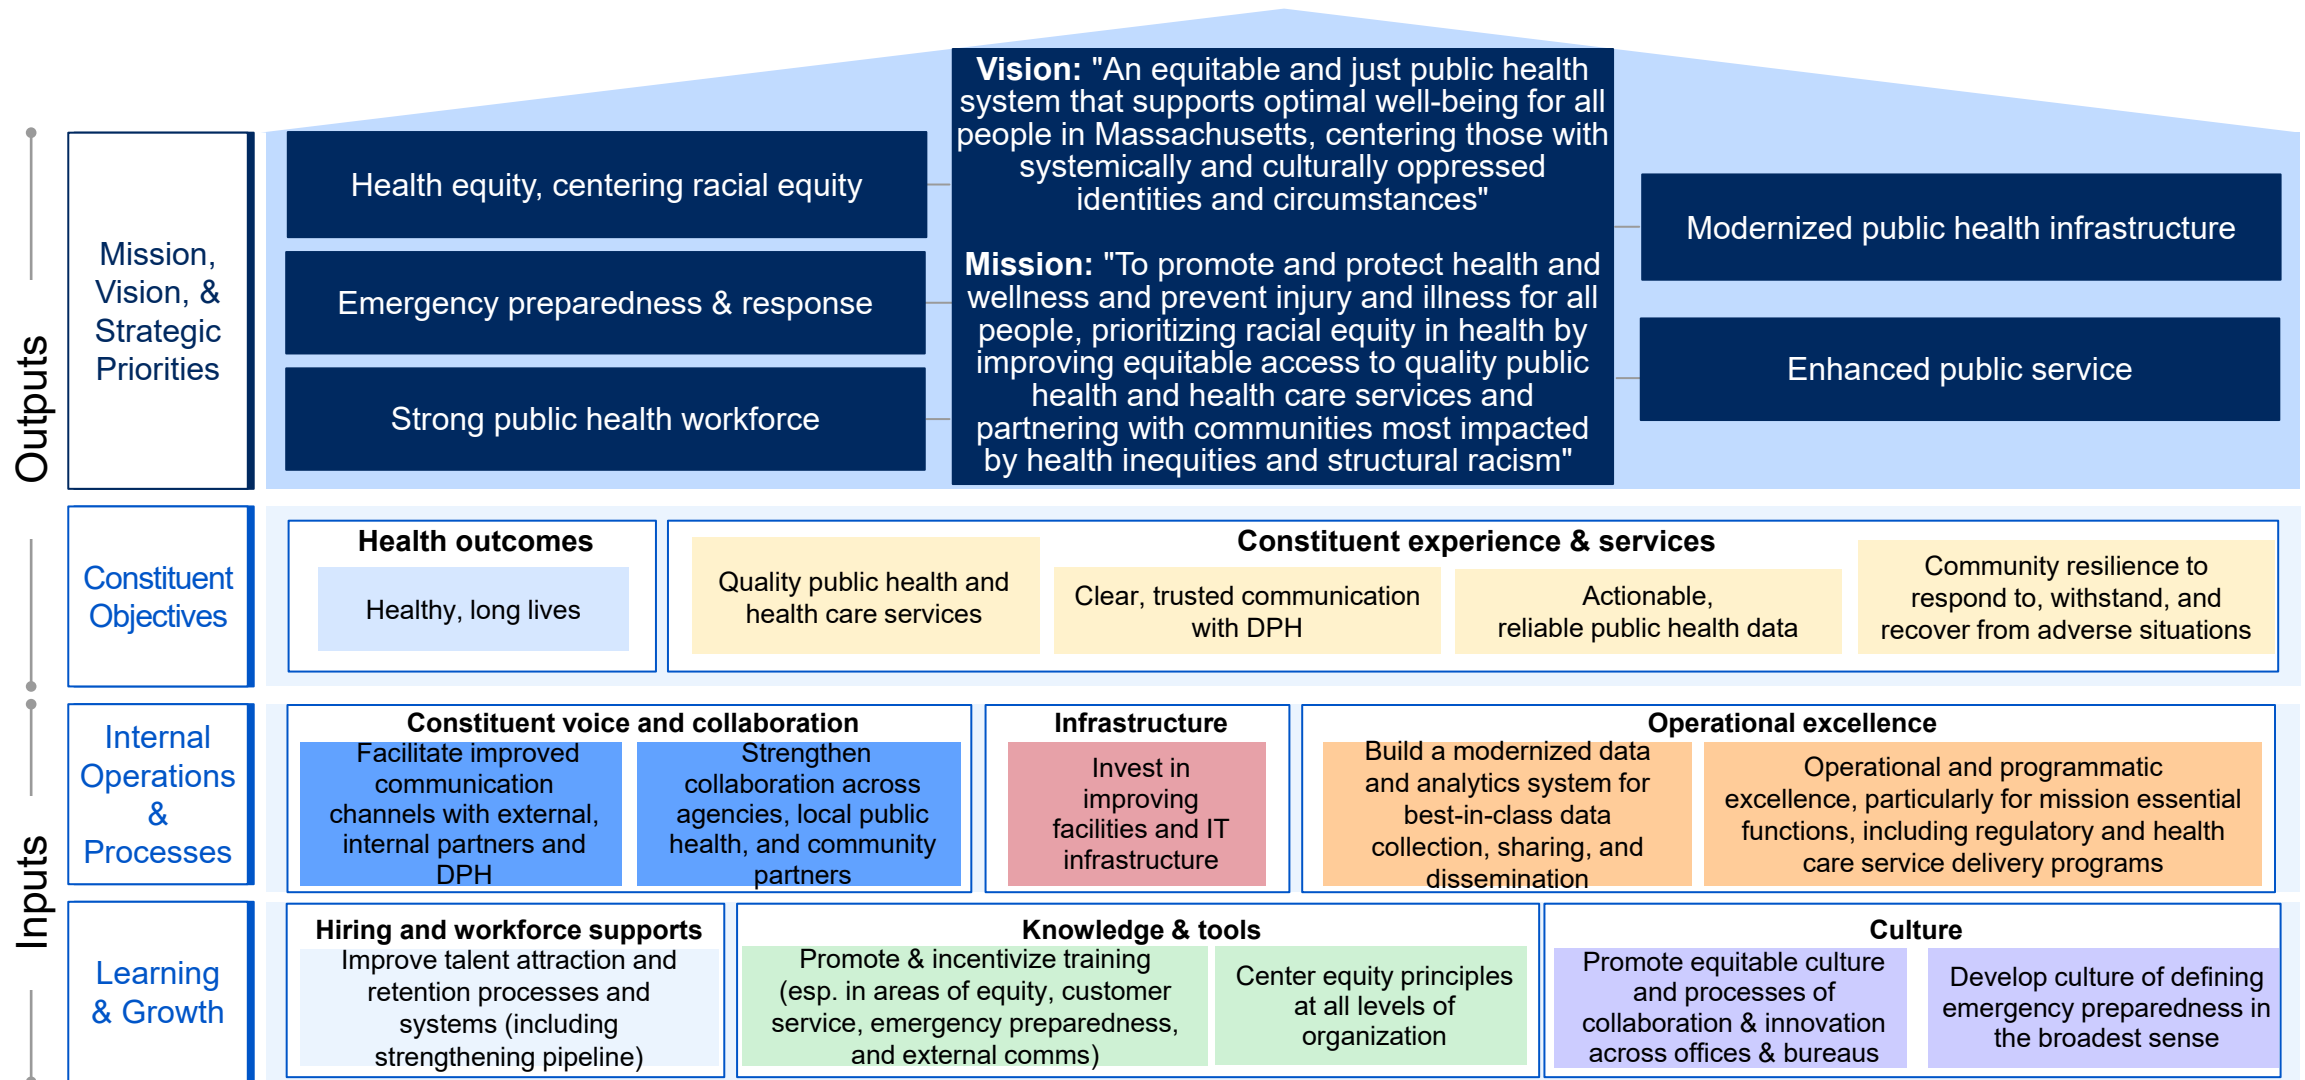 Outputs
Mission,
Vision, &
Strategic
Priorities
Health equity, centering racial equity
Emergency preparedness & response
Strong public health workforce
Vision: "An equitable and just public health
system that supports optimal well-being for all
people in Massachusetts, centering those with
systemically and culturally oppressed
identities and circumstances"
Mission: "To promote and protect health and
wellness and prevent injury and illness for all
people, prioritizing racial equity in health by
improving equitable access to quality public
health and health care services and
partnering with communities most impacted
by health inequities and structural racism"
Modernized public health infrastructure
Enhanced public service
Constituent
Objectives
Health outcomes
Healthy, long lives
Constituent experience & services
Quality public health and
health care services
Clear, trusted communication
with DPH
Actionable,
reliable public health data
Community resilience to
respond to, withstand, and
recover from adverse situations
Inputs
Internal
Operations
&
Processes
Constituent voice and collaboration
Facilitate improved
communication
channels with external,
internal partners and
DPH
Strengthen
collaboration across
agencies, local public
health, and community
partners
Infrastructure
Invest in
improving
facilities and IT
infrastructure
Operational excellence
Build a modernized data
and analytics system for
best-in-class data
collection, sharing, and
dissemination
Operational and programmatic
excellence, particularly for mission essential
functions, including regulatory and health
care service delivery programs
Learning
& Growth
Hiring and workforce supports
Improve talent attraction and
retention processes and
systems (including
strengthening pipeline)
Knowledge & tools
Promote & incentivize training
(esp. in areas of equity, customer
service, emergency preparedness,
and external comms)
Center equity principles
at all levels of
organization
Culture
Promote equitable culture
and processes of
collaboration & innovation
across offices & bureaus
Develop culture of defining
emergency preparedness in
the broadest sense